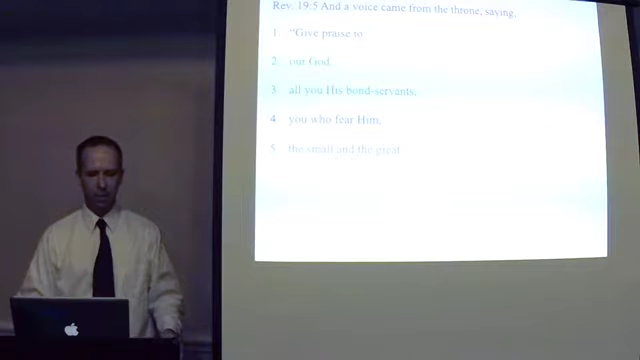 Rev. 19:5 And a voice came from the throne, saying,
1. “Give praise to
2. our God
3. all you His bond-servants,
4. you who fear Him,
5. the small and the great